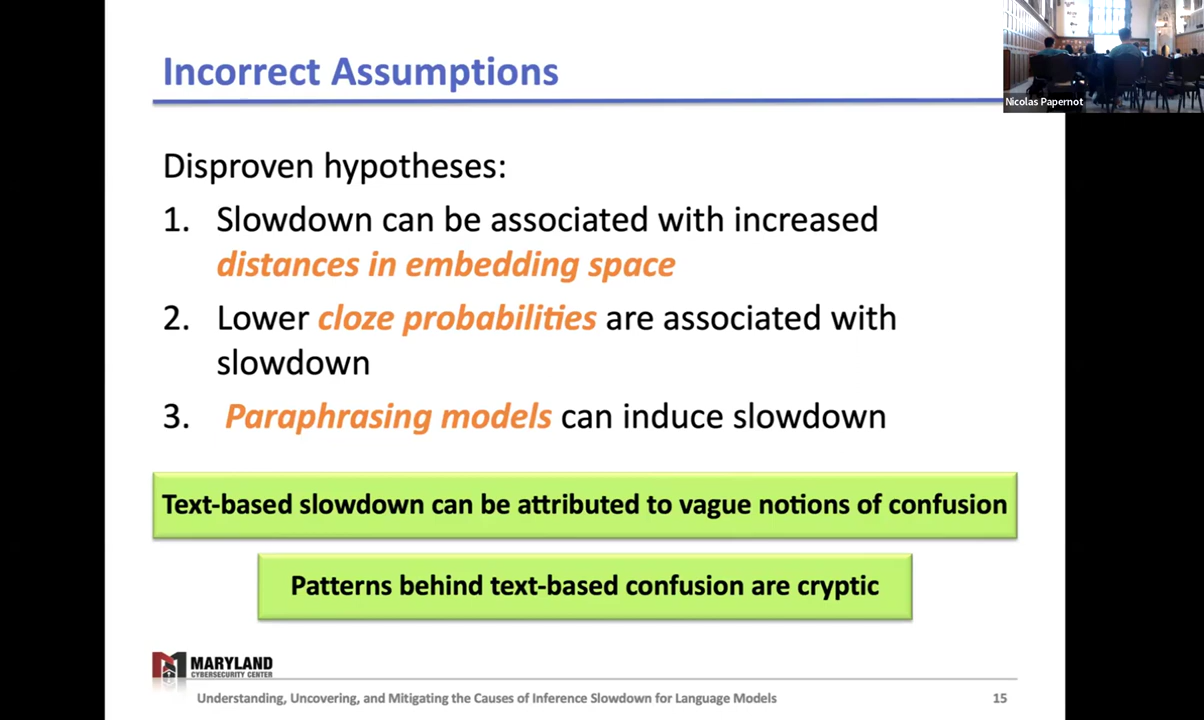 Incorrect Assumptions
Nicolas Papernot
Disproven hypotheses:
1. Slowdown can be associated with increased
distances in embedding space
2. Lower cloze probabilities are associated with
slowdown
3. Paraphrasing models can induce slowdown
Text-based slowdown can be attributed to vague notions of confusion
Patterns behind text-based confusion are cryptic
MARYLAND
CYBERSECURITY CENTER
Understanding, Uncovering, and Mitigating the Causes of Inference Slowdown for Language Models
15